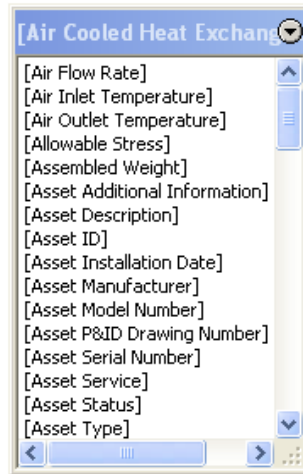 [Air Cooled Heat Exchang
[Air Flow Rate]
[Air Inlet Temperature]
[Air Outlet Temperature]
[Allowable Stress]
[Assembled Weight]
[Asset Additional Information]
[Asset Description]
[Asset ID]
[Asset Installation Date]
[Asset Manufacturer]
[Asset Model Number]
[Asset P&ID Drawing Number]
[Asset Serial Number]
[Asset Service]
[Asset Status]
[Asset Type]